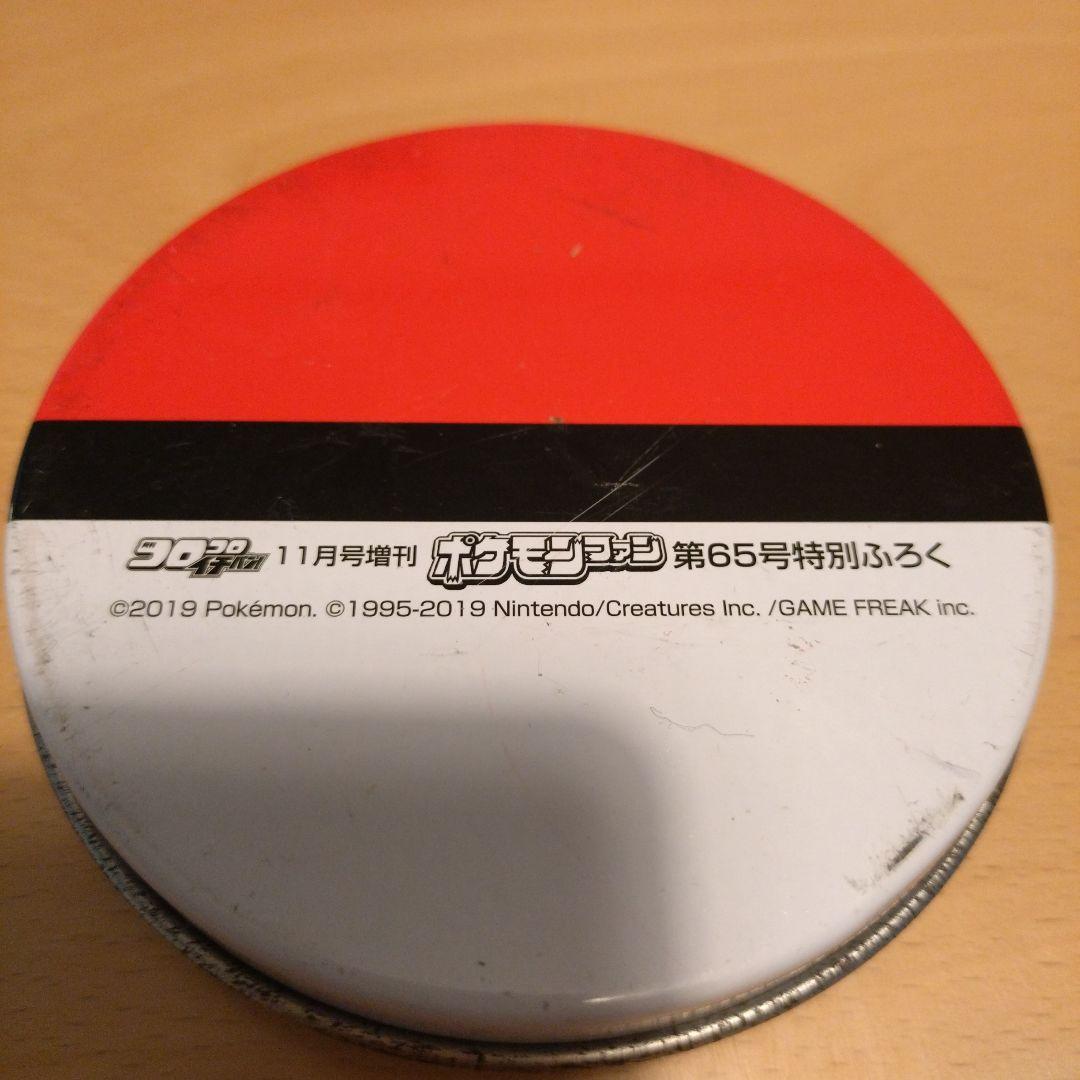 月刊コロコロイチバン! 11月号増刊 ポケモンファン 第65号特別ふろく
©2019 Pokémon. ©1995-2019 Nintendo/Creatures Inc. /GAME FREAK inc.